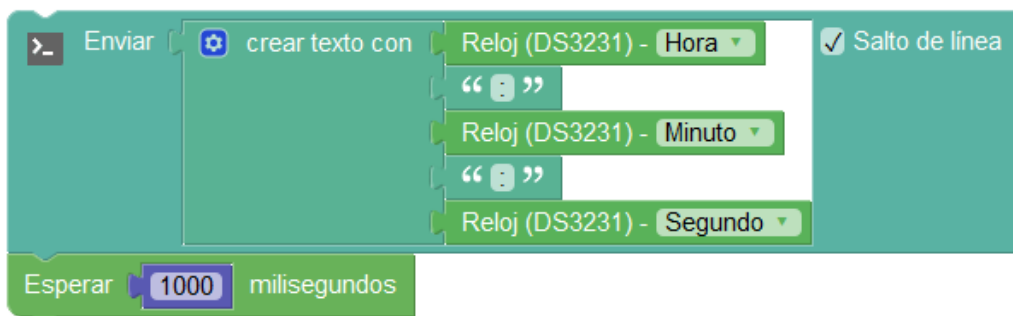 >_ Enviar crear texto con Reloj (DS3231) - Hora ▾ ✓ Salto de línea
“ : ”
Reloj (DS3231) - Minuto ▾
“ : ”
Reloj (DS3231) - Segundo ▾
Esperar 1000 milisegundos